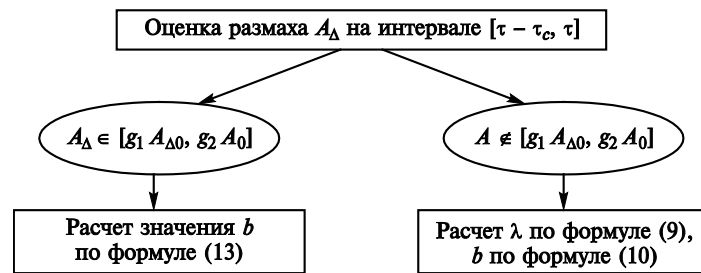 Оценка размаха A_Δ на интервале [τ − τ_c, τ]
A_Δ ∈ [g_1 A_Δ0, g_2 A_0]
A ∉ [g_1 A_Δ0, g_2 A_0]
Расчет значения b
по формуле (13)
Расчет λ по формуле (9),
b по формуле (10)